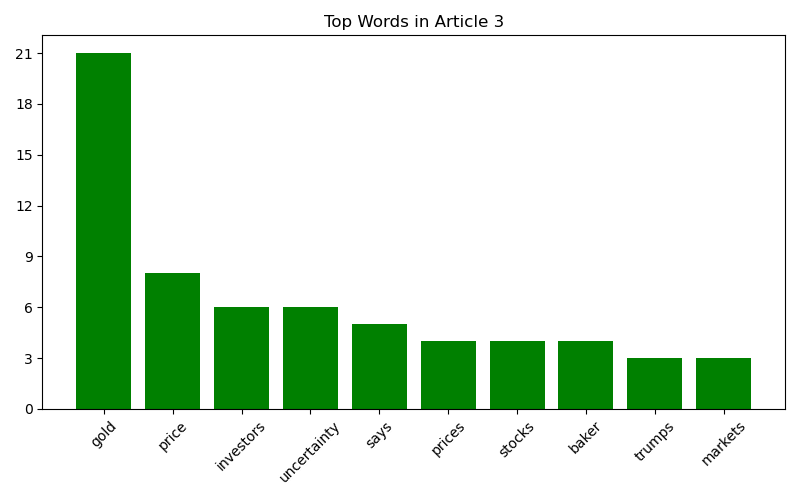 Top Words in Article 3
21
18
15
12
9
6
3
0
gold
price
investors
uncertainty
says
prices
stocks
baker
trumps
markets